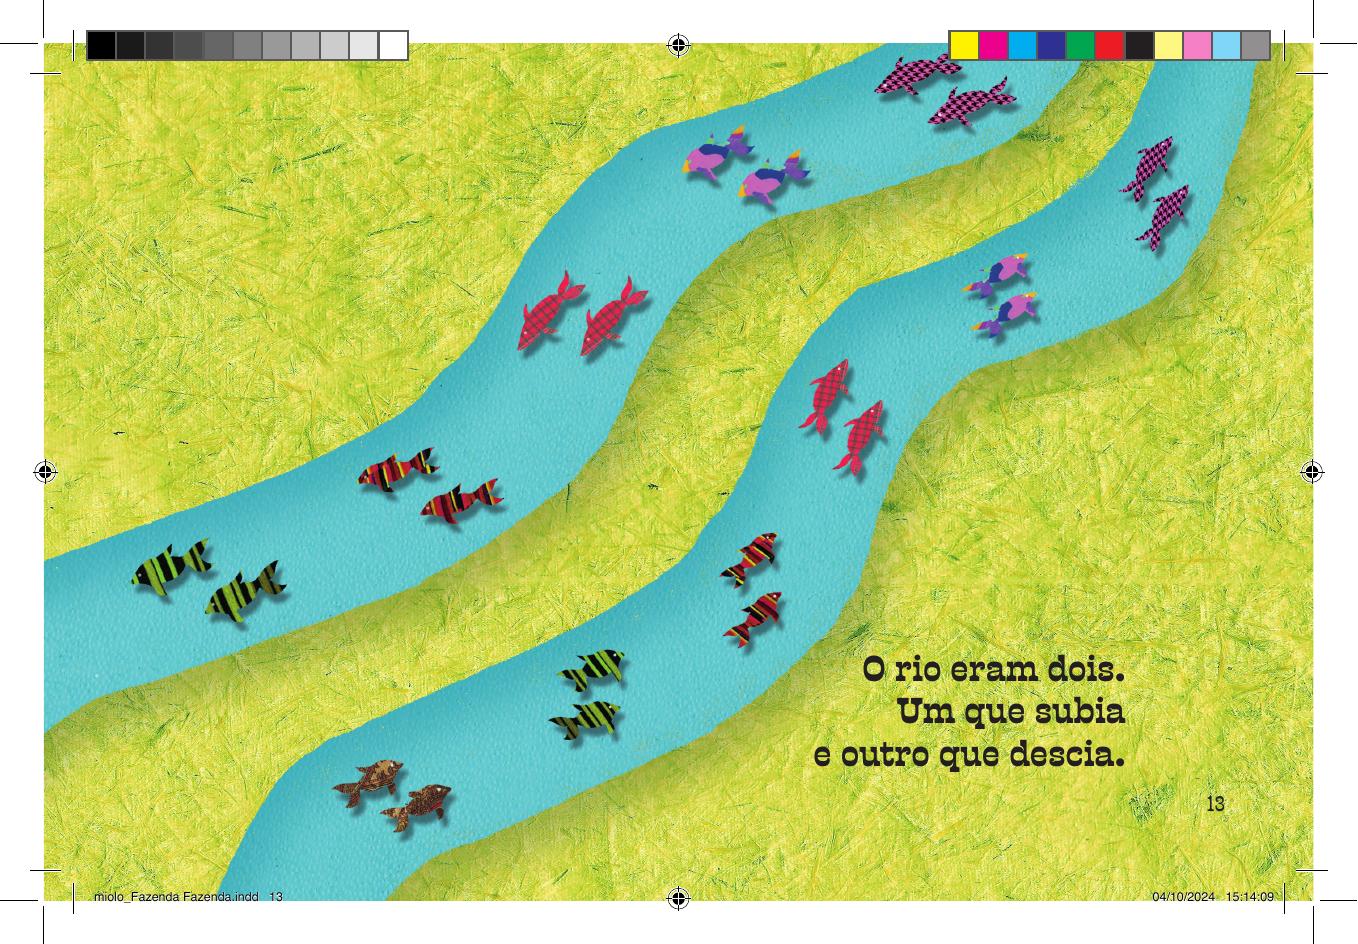 O rio eram dois.
Um que subia
e outro que descia.
13
miolo_Fazenda Fazenda.indd 13
04/10/2024 15:14:09